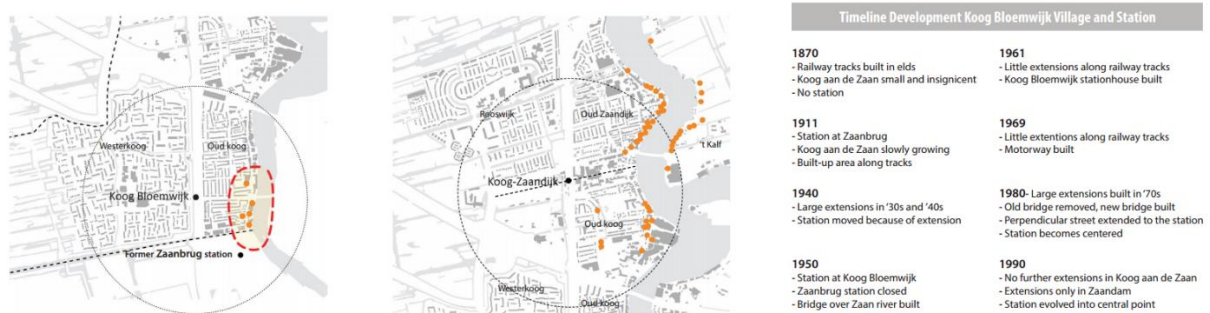 Westerkoog
Oud koog
Koog Bloemwijk
Former Zaanbrug station
Rooswijk
Oud Zaandijk
't Kalf
Koog-Zaandijk
Oud koog
Westerkoog
Oud koog
Timeline Development Koog Bloemwijk Village and Station
1870
- Railway tracks built in elds
- Koog aan de Zaan small and insignicent
- No station
1911
- Station at Zaanbrug
- Koog aan de Zaan slowly growing
- Built-up area along tracks
1940
- Large extensions in '30s and '40s
- Station moved because of extension
1950
- Station at Koog Bloemwijk
- Zaanbrug station closed
- Bridge over Zaan river built
1961
- Little extensions along railway tracks
- Koog Bloemwijk stationhouse built
1969
- Little extentions along railway tracks
- Motorway built
1980- Large extensions built in '70s
- Old bridge removed, new bridge built
- Perpendicular street extended to the station
- Station becomes centered
1990
- No further extensions in Koog aan de Zaan
- Extensions only in Zaandam
- Station evolved into central point